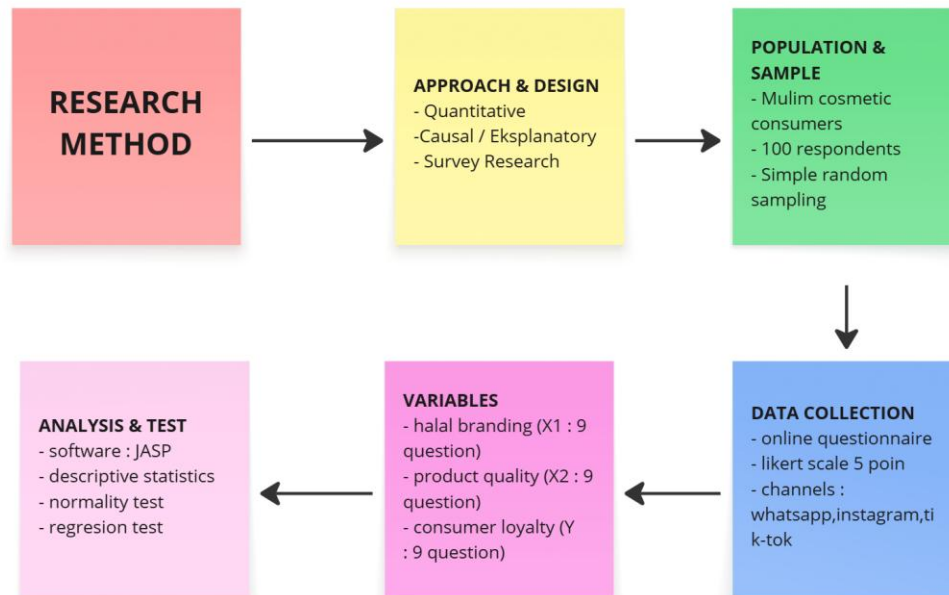 RESEARCH
METHOD
APPROACH & DESIGN
- Quantitative
-Causal / Eksplanatory
- Survey Research
POPULATION &
SAMPLE
- Mulim cosmetic
consumers
- 100 respondents
- Simple random
sampling
DATA COLLECTION
- online questionnaire
- likert scale 5 poin
- channels :
whatsapp,instagram,ti
k-tok
VARIABLES
- halal branding (X1 : 9
question)
- product quality (X2 : 9
question)
- consumer loyalty (Y
: 9 question)
ANALYSIS & TEST
- software : JASP
- descriptive statistics
- normality test
- regresion test